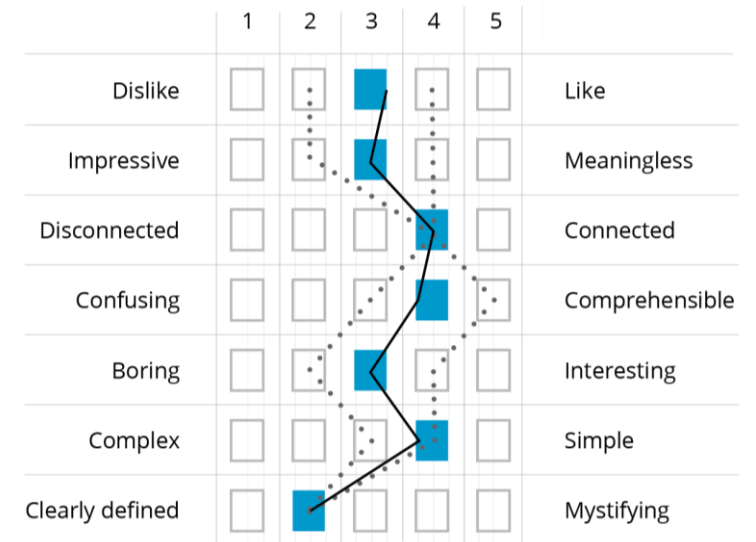 1 2 3 4 5
Dislike Like
Impressive Meaningless
Disconnected Connected
Confusing Comprehensible
Boring Interesting
Complex Simple
Clearly defined Mystifying